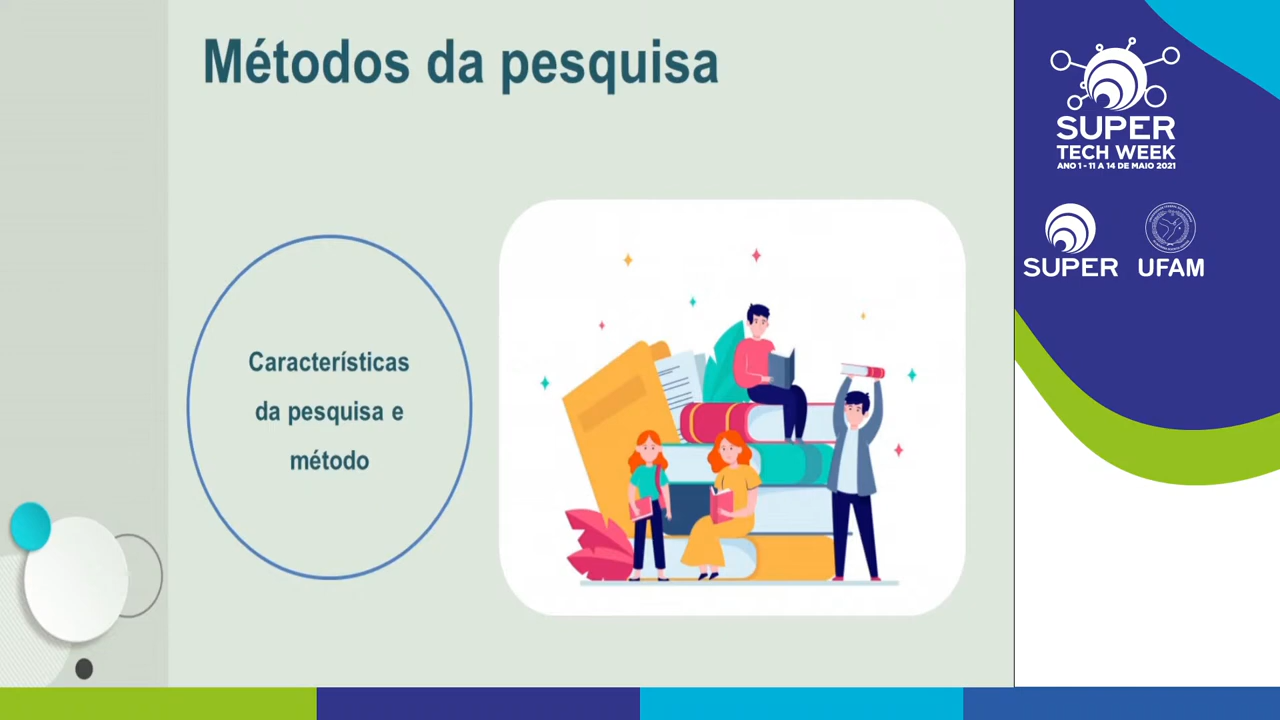 Métodos da pesquisa
Características
da pesquisa e
método
SUPER
TECH WEEK
ANO 1 - 11 A 14 DE MAIO 2021
SUPER
UFAM